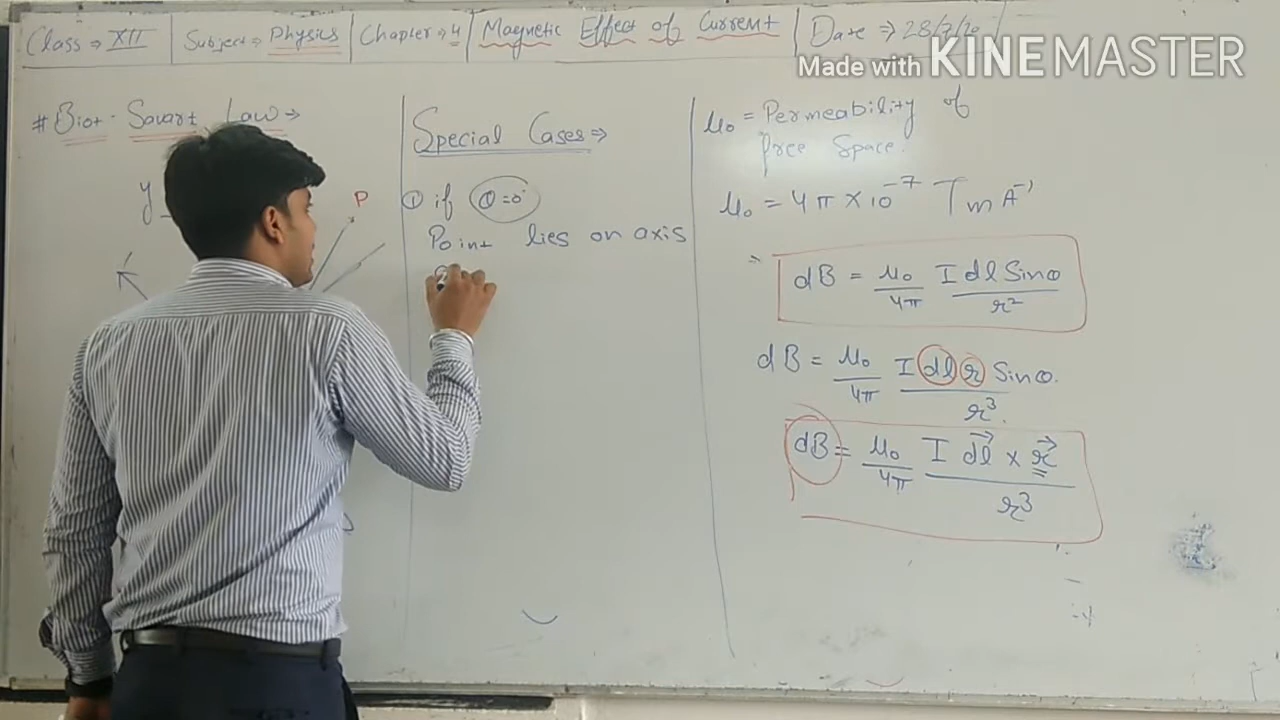 Class ⇒ XII | Subject ⇒ Physics | Chapter ⇒ 4 | Magnetic Effect of Current | Date ⇒ 28/7/20
Made with KINEMASTER
# Biot - Savart Law ⇒
y
P
Special Cases ⇒
① if θ=0°
Point lies on axis
μ₀ = Permeability of
free Space.
μ₀ = 4π × 10⁻⁷ T m A⁻¹
dB = μ₀/4π I dl Sinθ/r²
dB = μ₀/4π I dl r Sinθ/r³
dB = μ₀/4π I dl⃗ × r⃗/r³